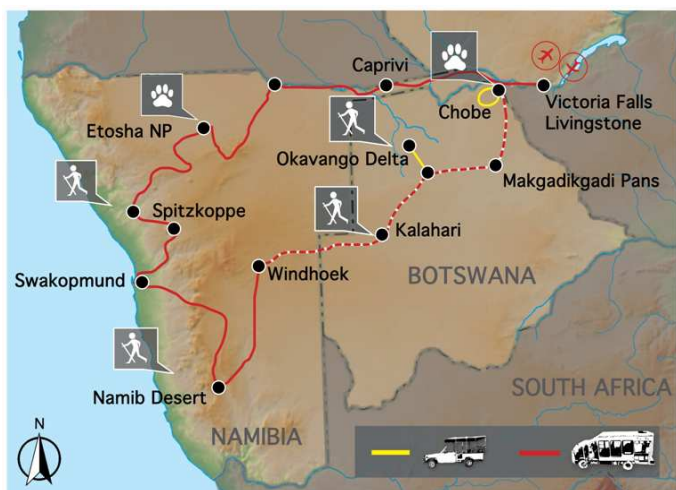 Caprivi
Etosha NP
Chobe
Victoria Falls
Livingstone
Okavango Delta
Makgadikgadi Pans
Spitzkoppe
Kalahari
Swakopmund
Windhoek
BOTSWANA
Namib Desert
SOUTH AFRICA
NAMIBIA
N